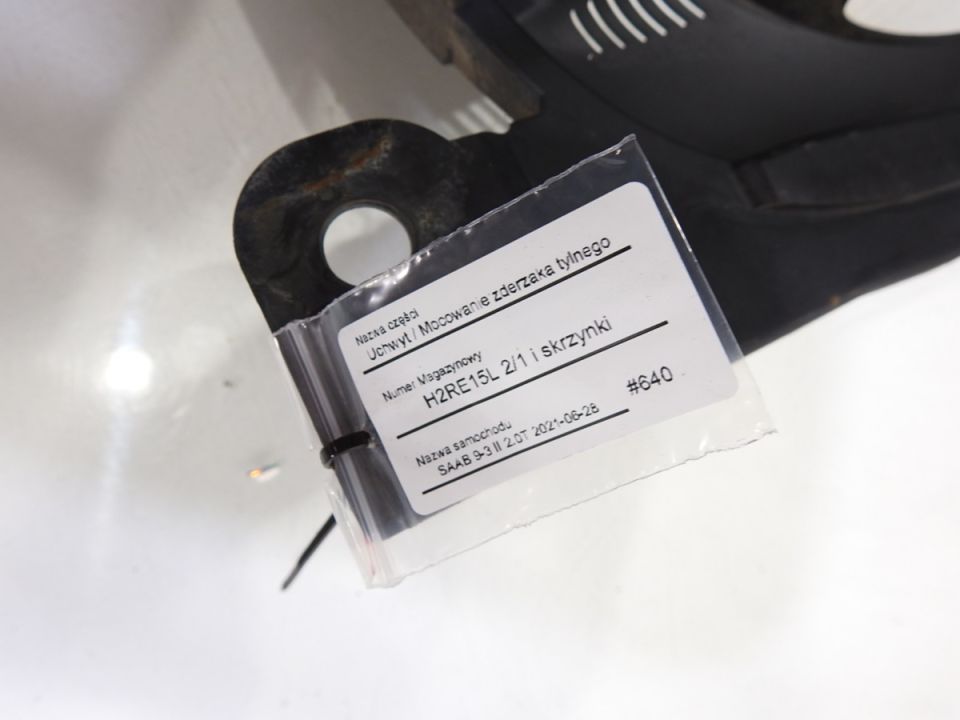 Nazwa części
Uchwyt / Mocowanie zderzaka tylnego
Numer Magazynowy
H2RE15L 2/1 i skrzynki
#640
Nazwa samochodu
SAAB 9-3 II 2.0T 2021-06-28